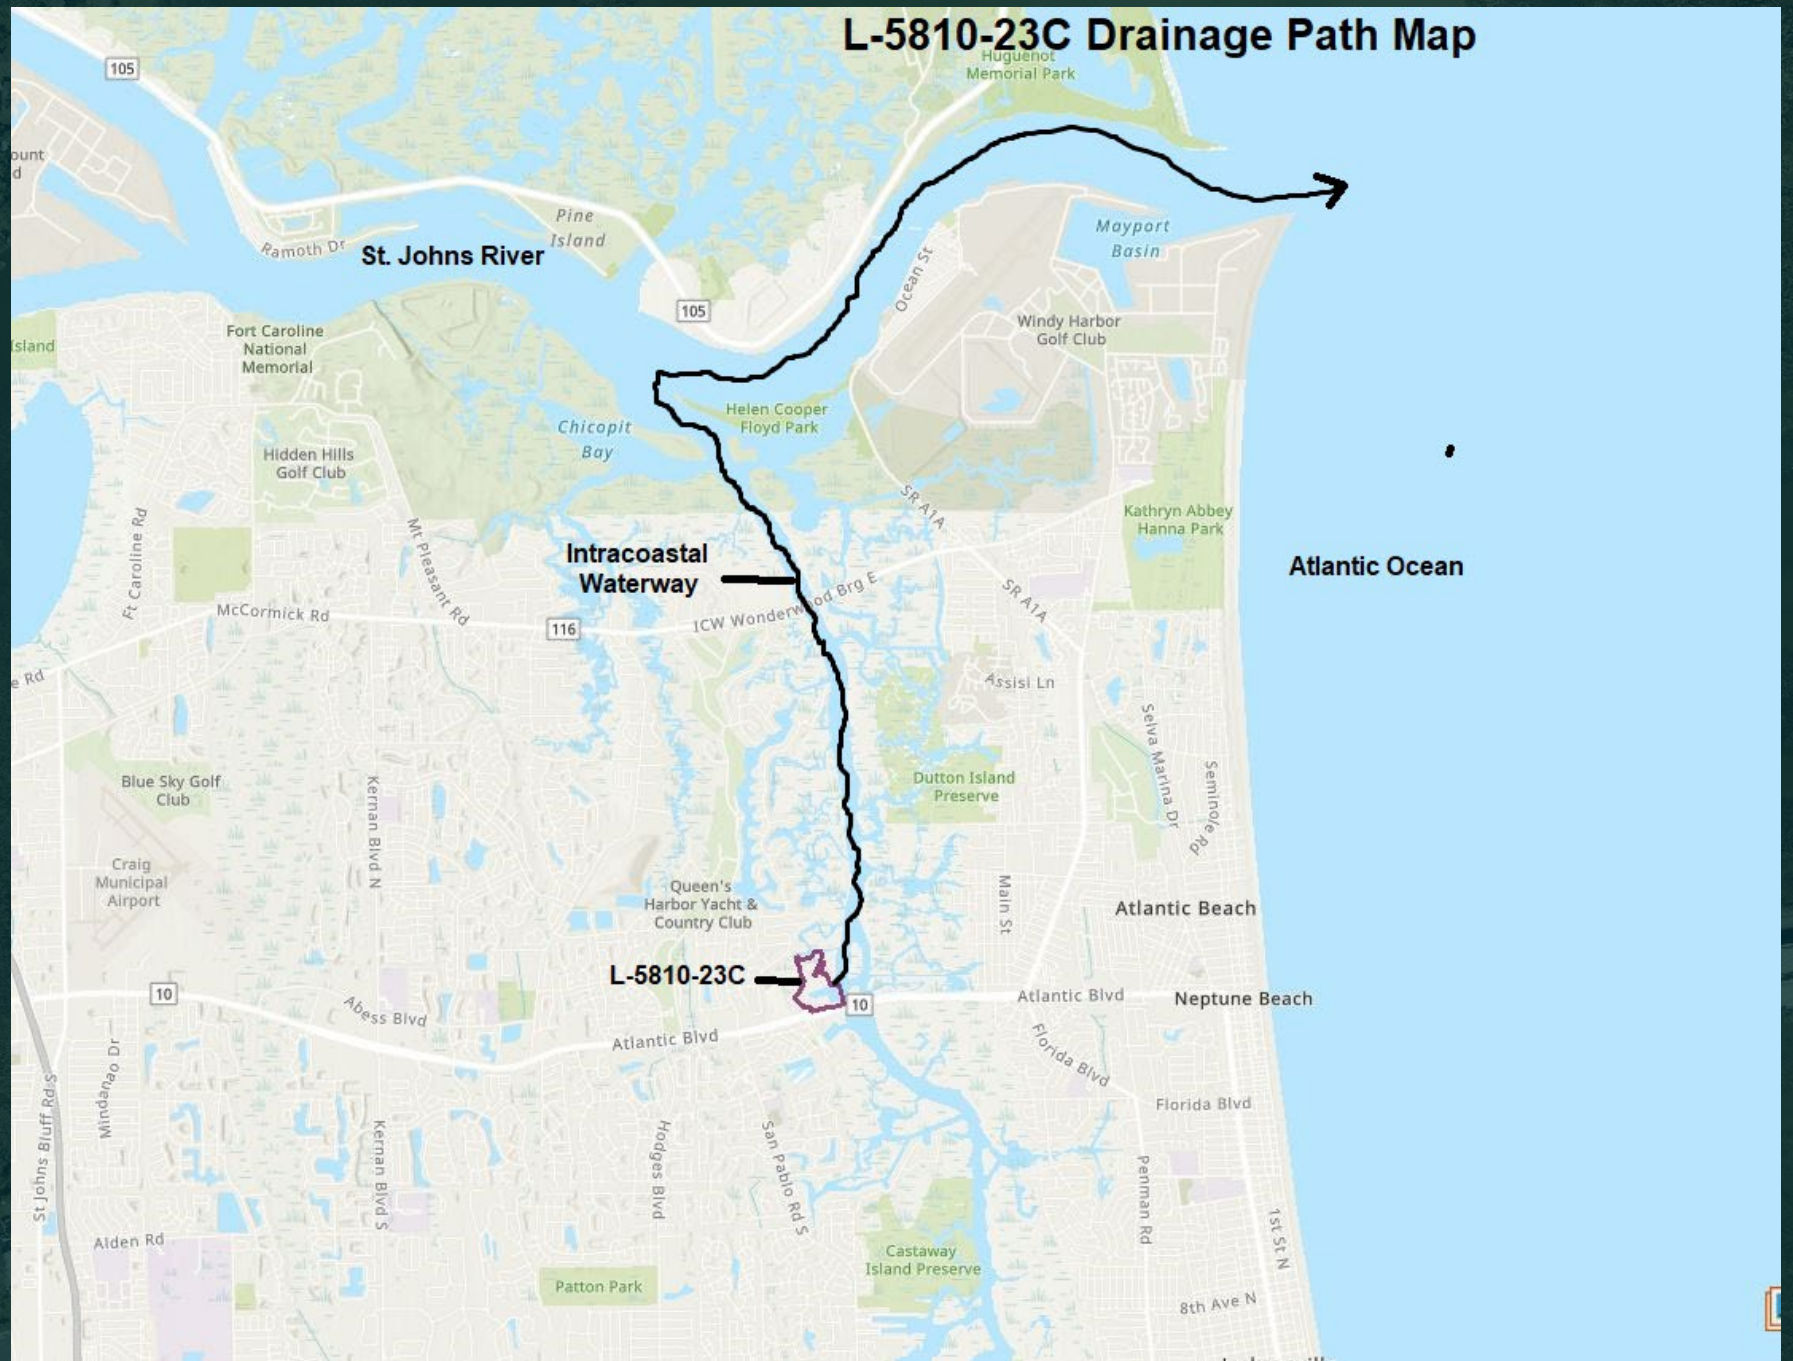 L-5810-23C Drainage Path Map
105
Huguenot
Memorial Park
ount
d
Pine
Island
Ramoth Dr
St. Johns River
Mayport
Basin
Ocean St
105
Island
Fort Caroline
National
Memorial
Windy Harbor
Golf Club
Helen Cooper
Floyd Park
Chicopit
Bay
Hidden Hills
Golf Club
SR A1A
Kathryn Abbey
Hanna Park
Ft Caroline Rd
Mt Pleasant Rd
Intracoastal
Waterway
Atlantic Ocean
ICW Wonderwood Brg E
SR A1A
McCormick Rd
116
e Rd
Assisi Ln
Selva Marina Dr
Seminole Rd
Blue Sky Golf
Club
Kernan Blvd N
Dutton Island
Preserve
Craig
Municipal
Airport
Queen's
Harbor Yacht &
Country Club
Main St
Atlantic Beach
L-5810-23C
10
10
Atlantic Blvd
Neptune Beach
Abess Blvd
Atlantic Blvd
Florida Blvd
Mindanao Dr
St Johns Bluff Rd S
Florida Blvd
Kernan Blvd S
Hodges Blvd
San Pablo Rd S
Penman Rd
1st St N
Alden Rd
Castaway
Island Preserve
Patton Park
8th Ave N